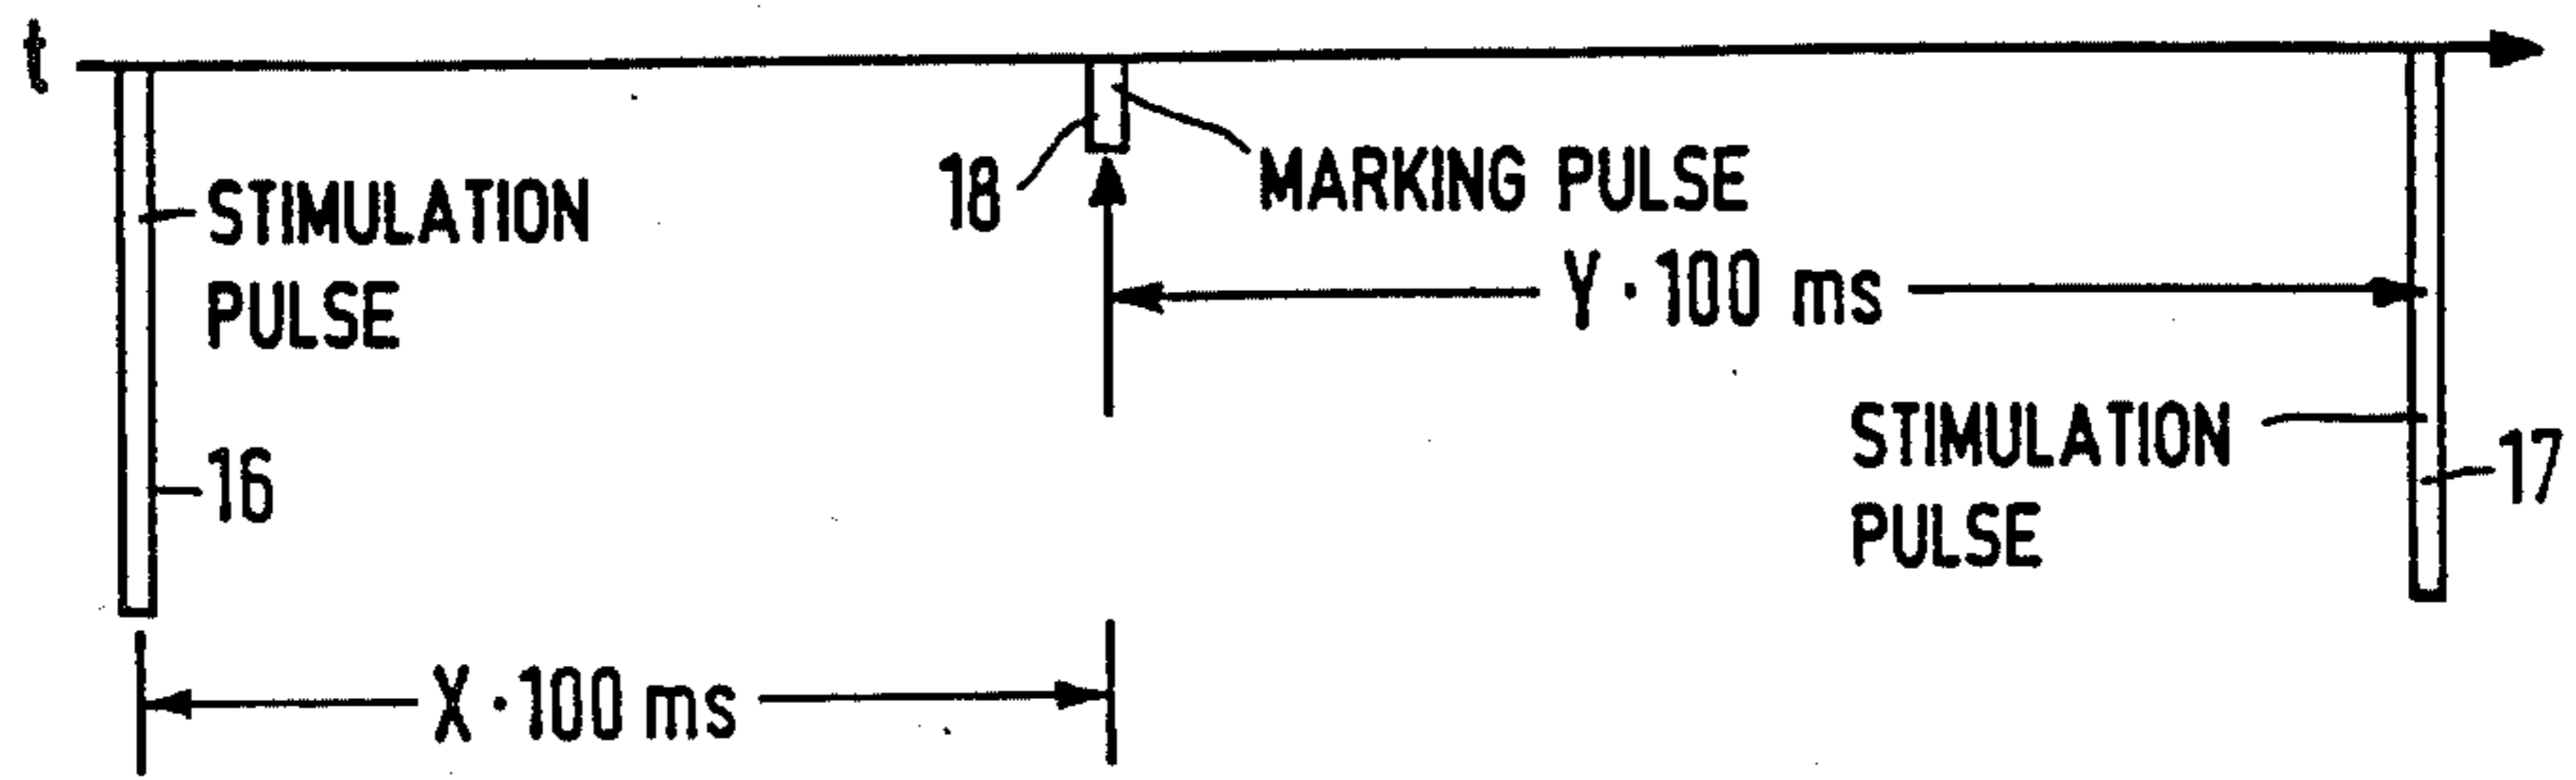 t
STIMULATION
PULSE
16
18
MARKING PULSE
Y · 100 ms
STIMULATION
PULSE
17
X · 100 ms